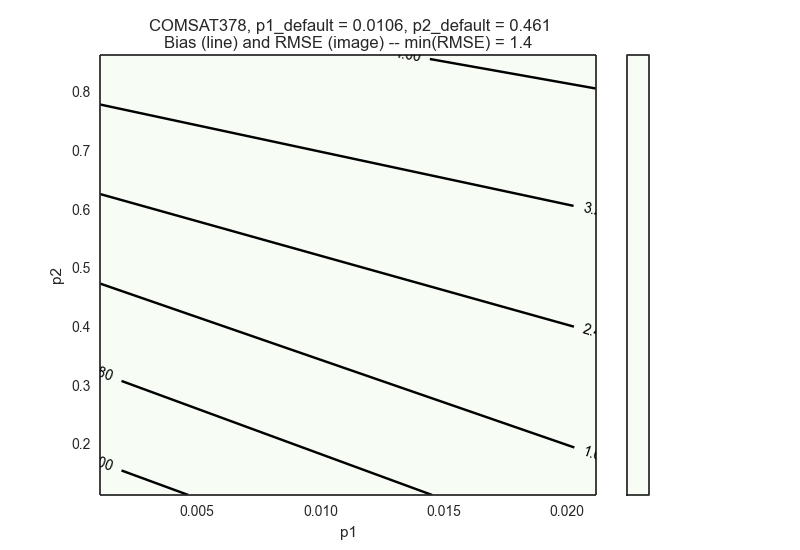 COMSAT378, p1_default = 0.0106, p2_default = 0.461
Bias (line) and RMSE (image) -- min(RMSE) = 1.4
0.8
0.7
0.6
0.5
0.4
0.3
0.2
p2
0.005
0.010
0.015
0.020
p1